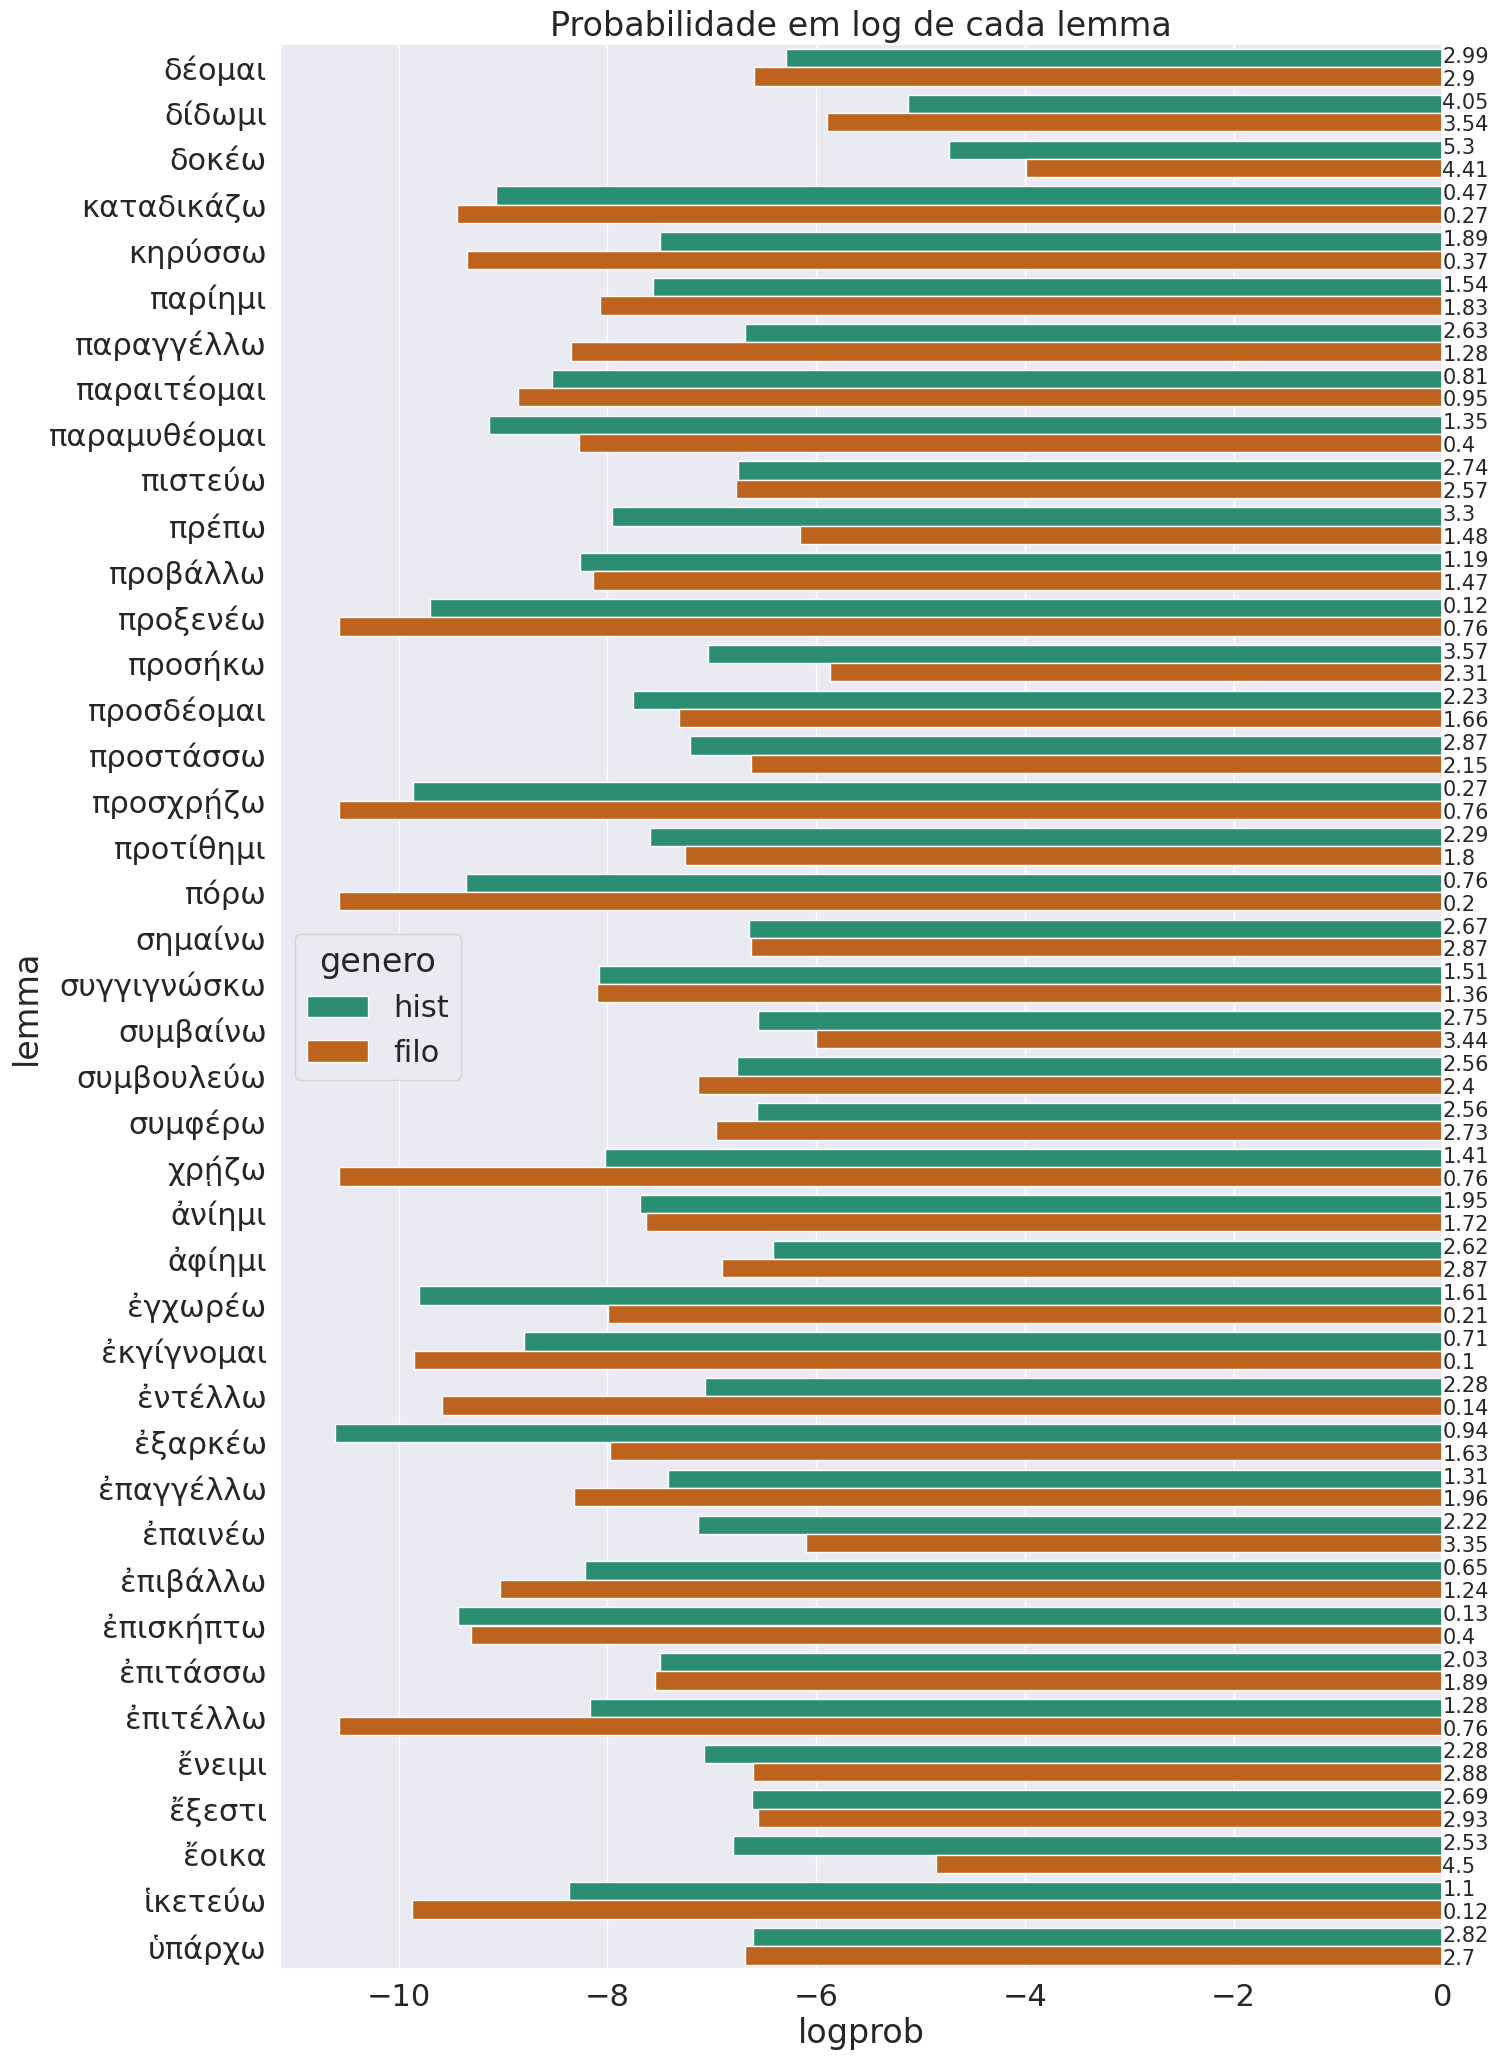 Probabilidade em log de cada lemma
δέομαι 2.99
2.9
δίδωμι 4.05
3.54
δοκέω 5.3
4.41
καταδικάζω 0.47
0.27
κηρύσσω 1.89
0.37
παρίημι 1.54
1.83
παραγγέλλω 2.63
1.28
παραιτέομαι 0.81
0.95
παραμυθέομαι 1.35
0.4
πιστεύω 2.74
2.57
πρέπω 3.3
1.48
προβάλλω 1.19
1.47
προξενέω 0.12
0.76
προσήκω 3.57
2.31
προσδέομαι 2.23
1.66
προστάσσω 2.87
2.15
προσχρῄζω 0.27
0.76
προτίθημι 2.29
1.8
πόρω 0.76
0.2
σημαίνω 2.67
2.87
συγγιγνώσκω 1.51
1.36
συμβαίνω 2.75
3.44
συμβουλεύω 2.56
2.4
συμφέρω 2.56
2.73
χρῄζω 1.41
0.76
ἀνίημι 1.95
1.72
ἀφίημι 2.62
2.87
ἐγχωρέω 1.61
0.21
ἐκγίγνομαι 0.71
0.1
ἐντέλλω 2.28
0.14
ἐξαρκέω 0.94
1.63
ἐπαγγέλλω 1.31
1.96
ἐπαινέω 2.22
3.35
ἐπιβάλλω 0.65
1.24
ἐπισκήπτω 0.13
0.4
ἐπιτάσσω 2.03
1.89
ἐπιτέλλω 1.28
0.76
ἔνειμι 2.28
2.88
ἔξεστι 2.69
2.93
ἔοικα 2.53
4.5
ἱκετεύω 1.1
0.12
ὑπάρχω 2.82
2.7
lemma
genero
hist
filo
−10 −8 −6 −4 −2 0
logprob